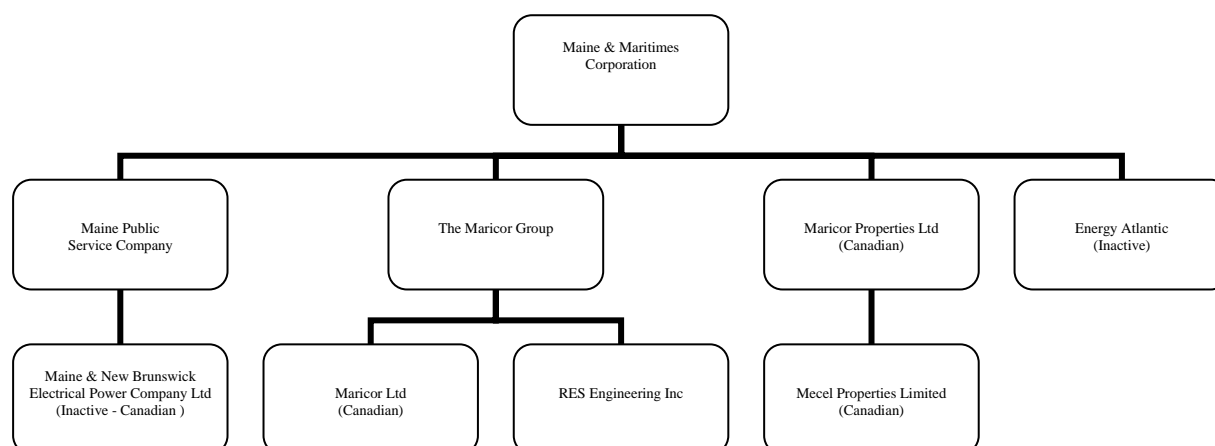 Maine & Maritimes
Corporation
Maine Public
Service Company
The Maricor Group
Maricor Properties Ltd
(Canadian)
Energy Atlantic
(Inactive)
Maine & New Brunswick
Electrical Power Company Ltd
(Inactive - Canadian )
Maricor Ltd
(Canadian)
RES Engineering Inc
Mecel Properties Limited
(Canadian)